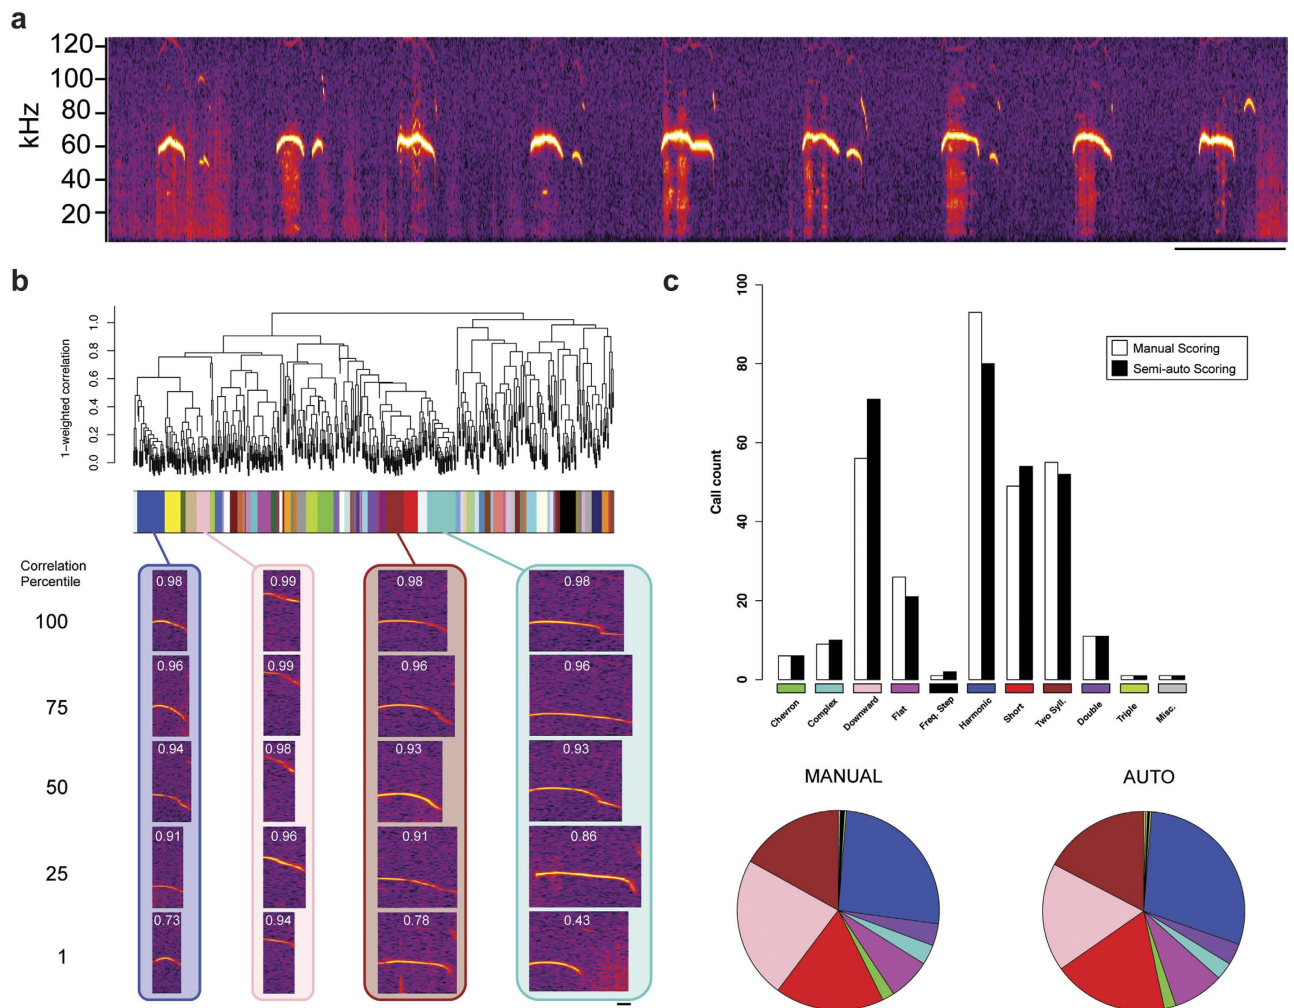 a
kHz
120
100
80
60
40
20
b
1−weighted correlation
1.0
0.8
0.6
0.4
0.2
0.0
Correlation
Percentile
100
0.98
0.99
0.98
0.98
75
0.96
0.99
0.96
0.96
50
0.94
0.98
0.93
0.93
25
0.91
0.96
0.91
0.86
1
0.73
0.94
0.78
0.43
c
Call count
100
80
60
40
20
0
Manual Scoring
Semi-auto Scoring
Chevron
Complex
Downward
Flat
Freq. Step
Harmonic
Short
Two Syll.
Double
Triple
Misc.
MANUAL
AUTO